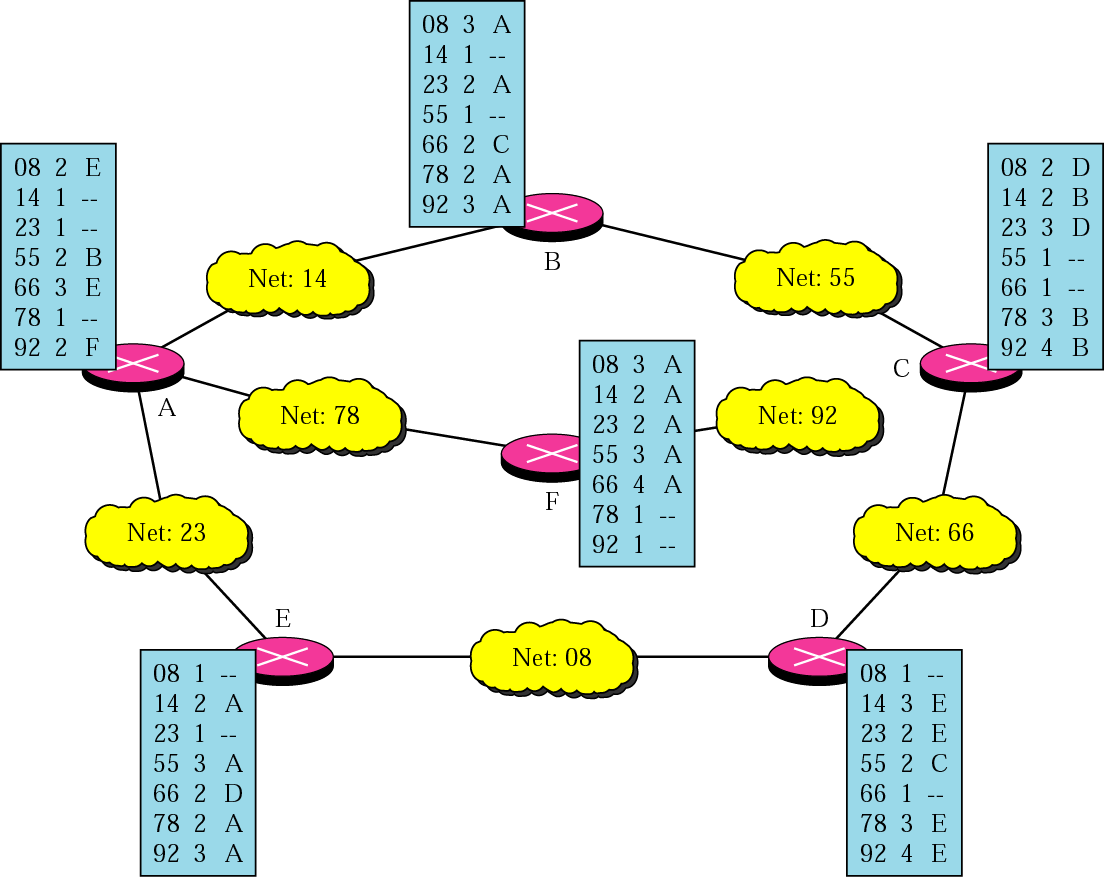 08 3 A
14 1 --
23 2 A
55 1 --
66 2 C
78 2 A
92 3 A
B
08 2 E
14 1 --
23 1 --
55 2 B
66 3 E
78 1 --
92 2 F
A
08 2 D
14 2 B
23 3 D
55 1 --
66 1 --
78 3 B
92 4 B
C
Net: 14
Net: 55
Net: 78
Net: 92
08 3 A
14 2 A
23 2 A
55 3 A
66 4 A
78 1 --
92 1 --
F
Net: 23
Net: 66
E
Net: 08
D
08 1 --
14 2 A
23 1 --
55 3 A
66 2 D
78 2 A
92 3 A
08 1 --
14 3 E
23 2 E
55 2 C
66 1 --
78 3 E
92 4 E